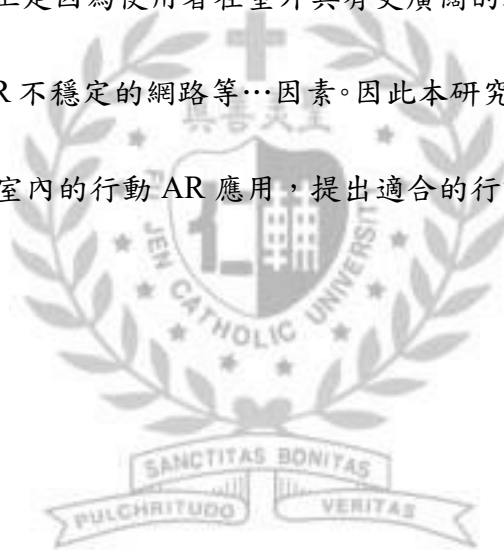 上是因為使用者在室外具有更廣闊的
R 不穩定的網路等…因素。因此本研究
室內的行動 AR 應用，提出適合的行
JEN CATHOLIC UNIVERSITY
SANCTITAS BONITAS
PULCHRITUDO VERITAS